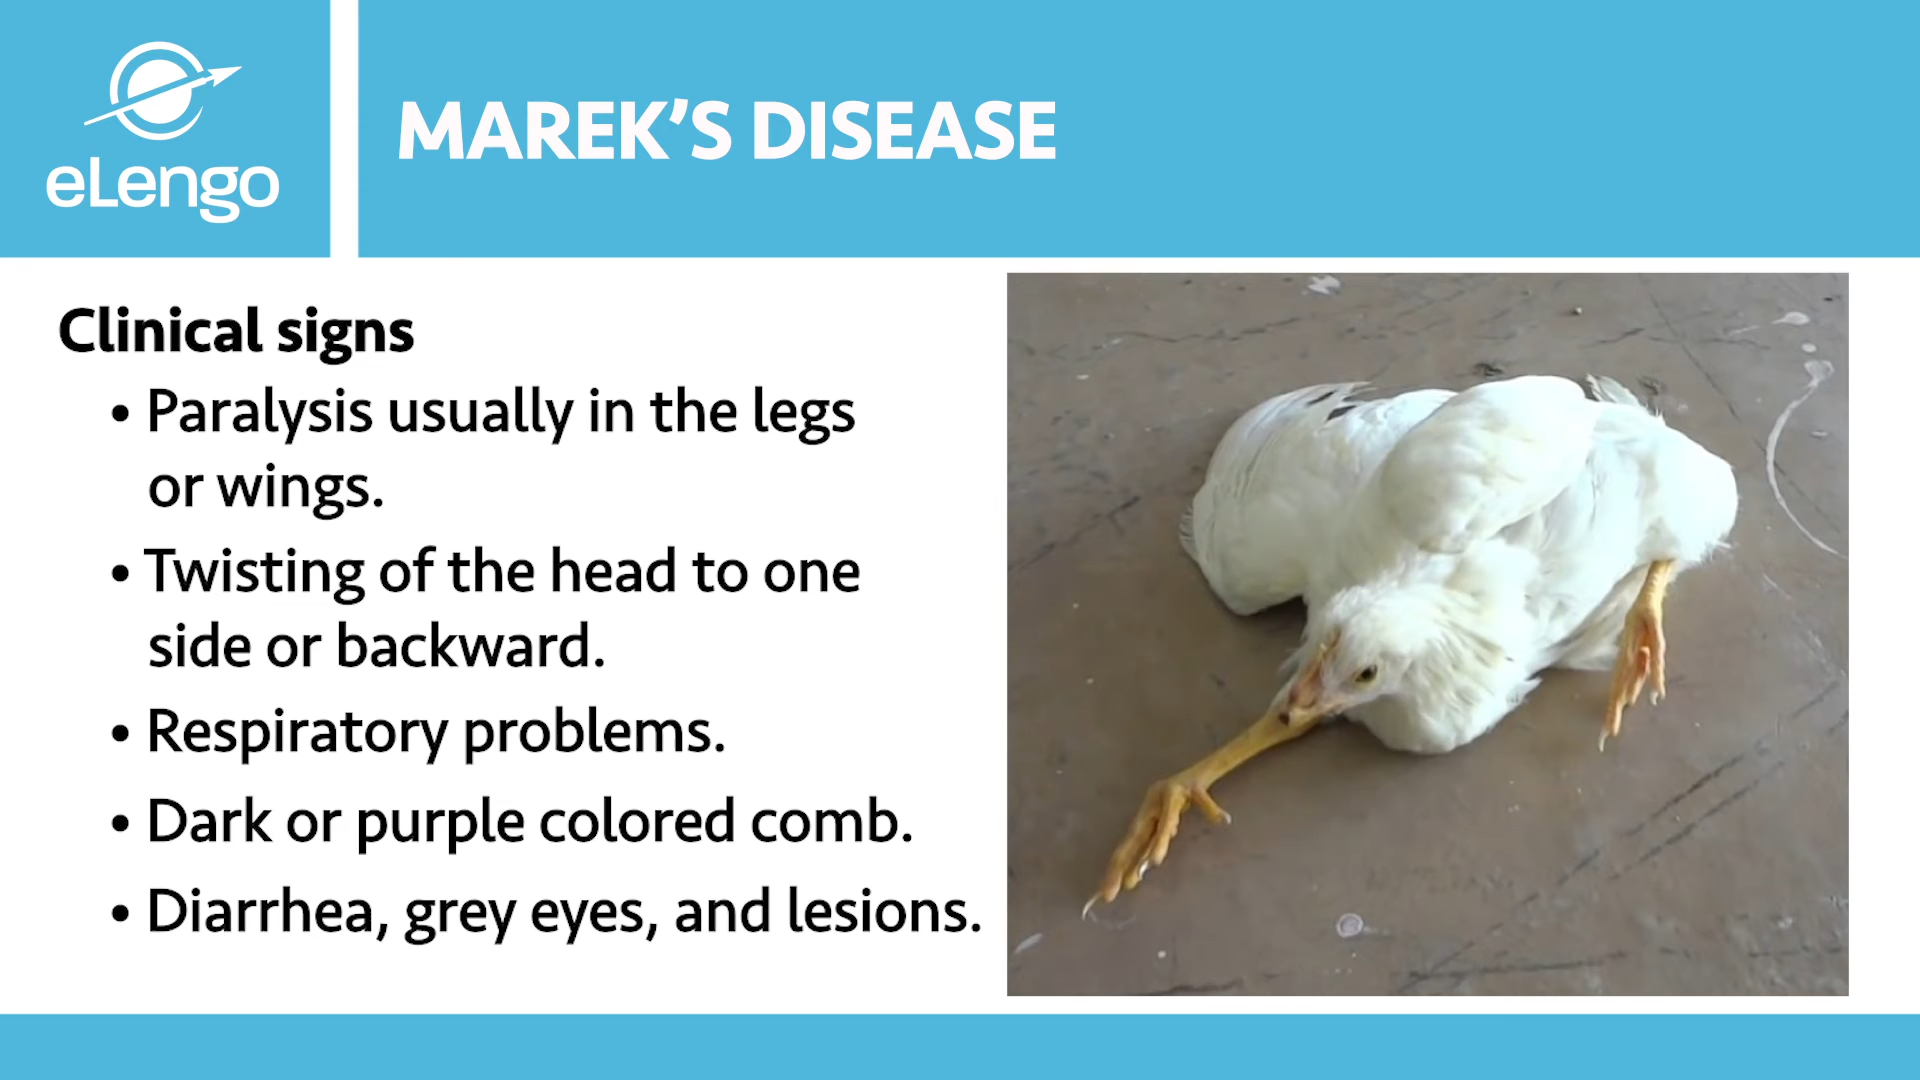 eLengo
MAREK’S DISEASE
Clinical signs
• Paralysis usually in the legs
or wings.
• Twisting of the head to one
side or backward.
• Respiratory problems.
• Dark or purple colored comb.
• Diarrhea, grey eyes, and lesions.